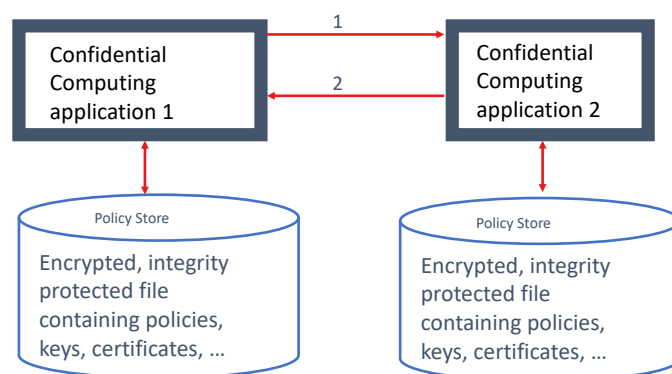 Confidential
Computing
application 1
1
2
Confidential
Computing
application 2
Policy Store
Encrypted, integrity
protected file
containing policies,
keys, certificates, …
Policy Store
Encrypted, integrity
protected file
containing policies,
keys, certificates, …